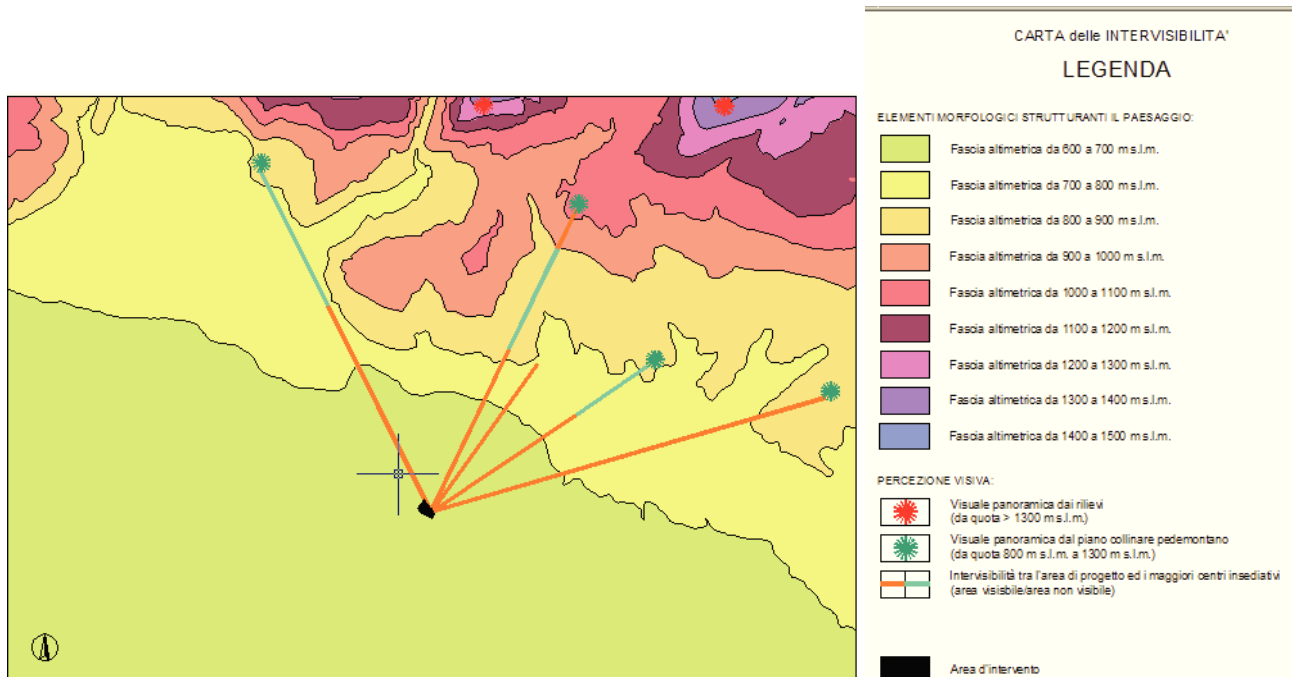 CARTA delle INTERVISIBILITA'
LEGENDA
ELEMENTI MORFOLOGICI STRUTTURANTI IL PAESAGGIO:
Fascia altimetrica da 600 a 700 m s.l.m.
Fascia altimetrica da 700 a 800 m s.l.m.
Fascia altimetrica da 800 a 900 m s.l.m.
Fascia altimetrica da 900 a 1000 m s.l.m.
Fascia altimetrica da 1000 a 1100 m s.l.m.
Fascia altimetrica da 1100 a 1200 m s.l.m.
Fascia altimetrica da 1200 a 1300 m s.l.m.
Fascia altimetrica da 1300 a 1400 m s.l.m.
Fascia altimetrica da 1400 a 1500 m s.l.m.
PERCEZIONE VISIVA:
Visuale panoramica dai rilievi
(da quota > 1300 m s.l.m.)
Visuale panoramica dal piano collinare pedemontano
(da quota 800 m s.l.m. a 1300 m s.l.m.)
Intervisibilità tra l'area di progetto ed i maggiori centri insediativi
(area visisbile/area non visibile)
Area d'intervento